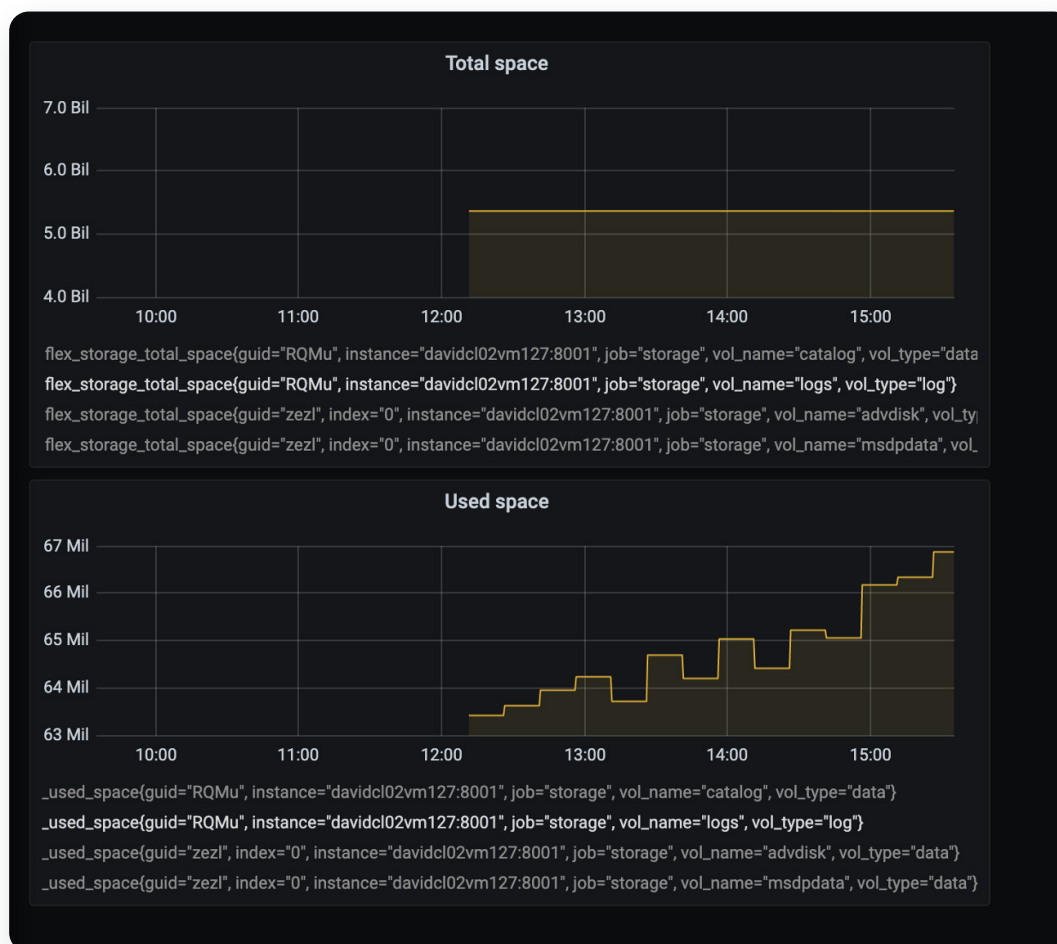 Total space
7.0 Bil
6.0 Bil
5.0 Bil
4.0 Bil
10:00 11:00 12:00 13:00 14:00 15:00
flex_storage_total_space{guid="RQMu", instance="davidcl02vm127:8001", job="storage", vol_name="catalog", vol_type="data
flex_storage_total_space{guid="RQMu", instance="davidcl02vm127:8001", job="storage", vol_name="logs", vol_type="log"}
flex_storage_total_space{guid="zezl", index="0", instance="davidcl02vm127:8001", job="storage", vol_name="advdisk", vol_ty
flex_storage_total_space{guid="zezl", index="0", instance="davidcl02vm127:8001", job="storage", vol_name="msdpdata", vol_
Used space
67 Mil
66 Mil
65 Mil
64 Mil
63 Mil
10:00 11:00 12:00 13:00 14:00 15:00
_used_space{guid="RQMu", instance="davidcl02vm127:8001", job="storage", vol_name="catalog", vol_type="data"}
_used_space{guid="RQMu", instance="davidcl02vm127:8001", job="storage", vol_name="logs", vol_type="log"}
_used_space{guid="zezl", index="0", instance="davidcl02vm127:8001", job="storage", vol_name="advdisk", vol_type="data"}
_used_space{guid="zezl", index="0", instance="davidcl02vm127:8001", job="storage", vol_name="msdpdata", vol_type="data"}